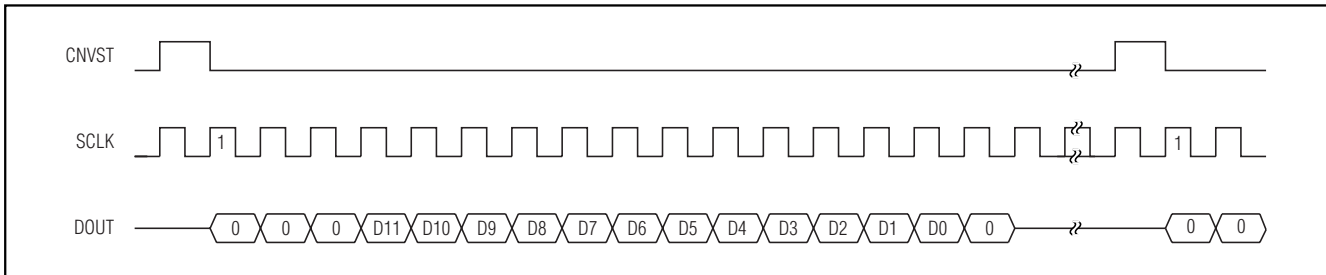 CNVST
SCLK 1 1
DOUT 0 0 0 D11 D10 D9 D8 D7 D6 D5 D4 D3 D2 D1 D0 0 0 0